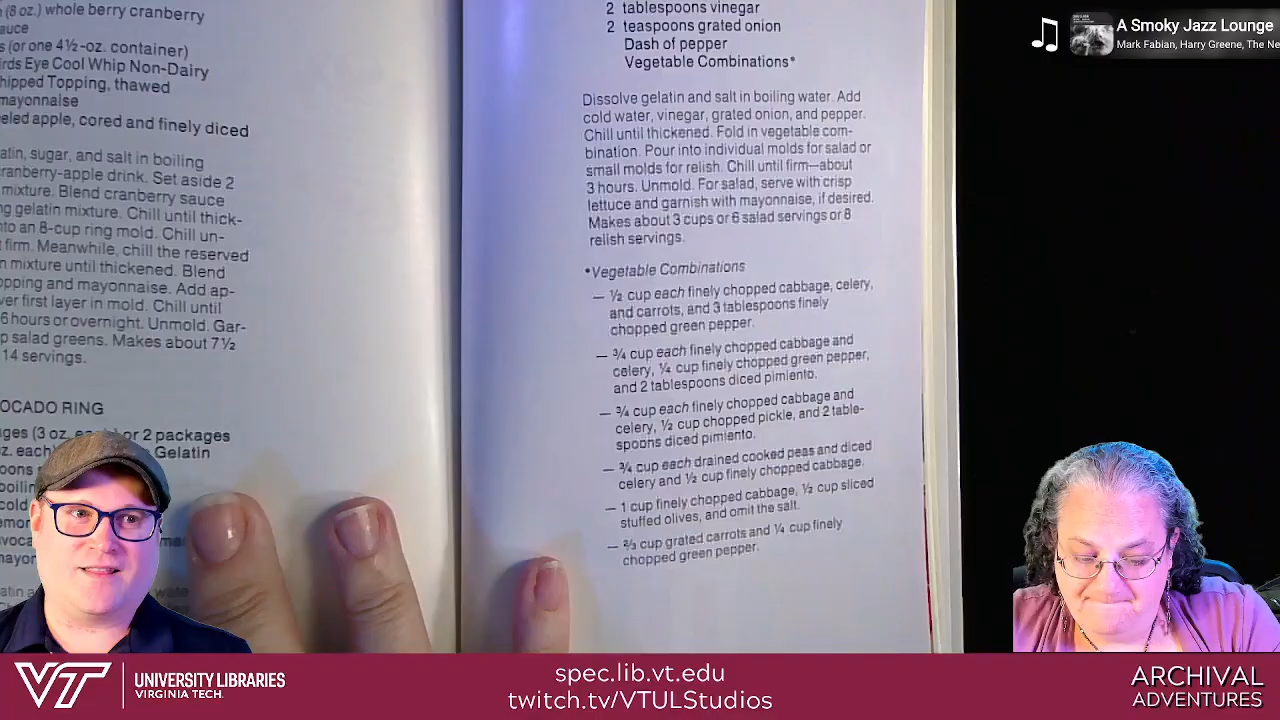 (8 oz.) whole berry cranberry
auce
s (or one 4½-oz. container)
irds Eye Cool Whip Non-Dairy
hipped Topping, thawed
mayonnaise
eeled apple, cored and finely diced
atin, sugar, and salt in boiling
cranberry-apple drink. Set aside 2
mixture. Blend cranberry sauce
ng gelatin mixture. Chill until thick-
nto an 8-cup ring mold. Chill un-
t firm. Meanwhile, chill the reserved
n mixture until thickened. Blend
opping and mayonnaise. Add ap-
ver first layer in mold. Chill until
6 hours or overnight. Unmold. Gar-
p salad greens. Makes about 7½
14 servings.
OCADO RING
ages (3 oz. or 2 packages
oz. each) Gelatin
2 tablespoons vinegar
2 teaspoons grated onion
Dash of pepper
Vegetable Combinations*
Dissolve gelatin and salt in boiling water. Add
cold water, vinegar, grated onion, and pepper.
Chill until thickened. Fold in vegetable com-
bination. Pour into individual molds for salad or
small molds for relish. Chill until firm—about
3 hours. Unmold. For salad, serve with crisp
lettuce and garnish with mayonnaise, if desired.
Makes about 3 cups or 6 salad servings or 8
relish servings.
*Vegetable Combinations
— ½ cup each finely chopped cabbage, celery,
and carrots, and 3 tablespoons finely
chopped green pepper.
— ¾ cup each finely chopped cabbage and
celery, ¼ cup finely chopped green pepper,
and 2 tablespoons diced pimiento.
— ¾ cup each finely chopped cabbage and
celery, ½ cup chopped pickle, and 2 table-
spoons diced pimiento.
— ¾ cup each drained cooked peas and diced
celery and ½ cup finely chopped cabbage.
— 1 cup finely chopped cabbage, ½ cup sliced
stuffed olives, and omit the salt.
— ⅔ cup grated carrots and ¼ cup finely
chopped green pepper.
A Smoky Jazz Lounge
Mark Fabian, Harry Greene, The Ne
VT
UNIVERSITY LIBRARIES
VIRGINIA TECH.
spec.lib.vt.edu
twitch.tv/VTULStudios
ARCHIVAL
ADVENTURES